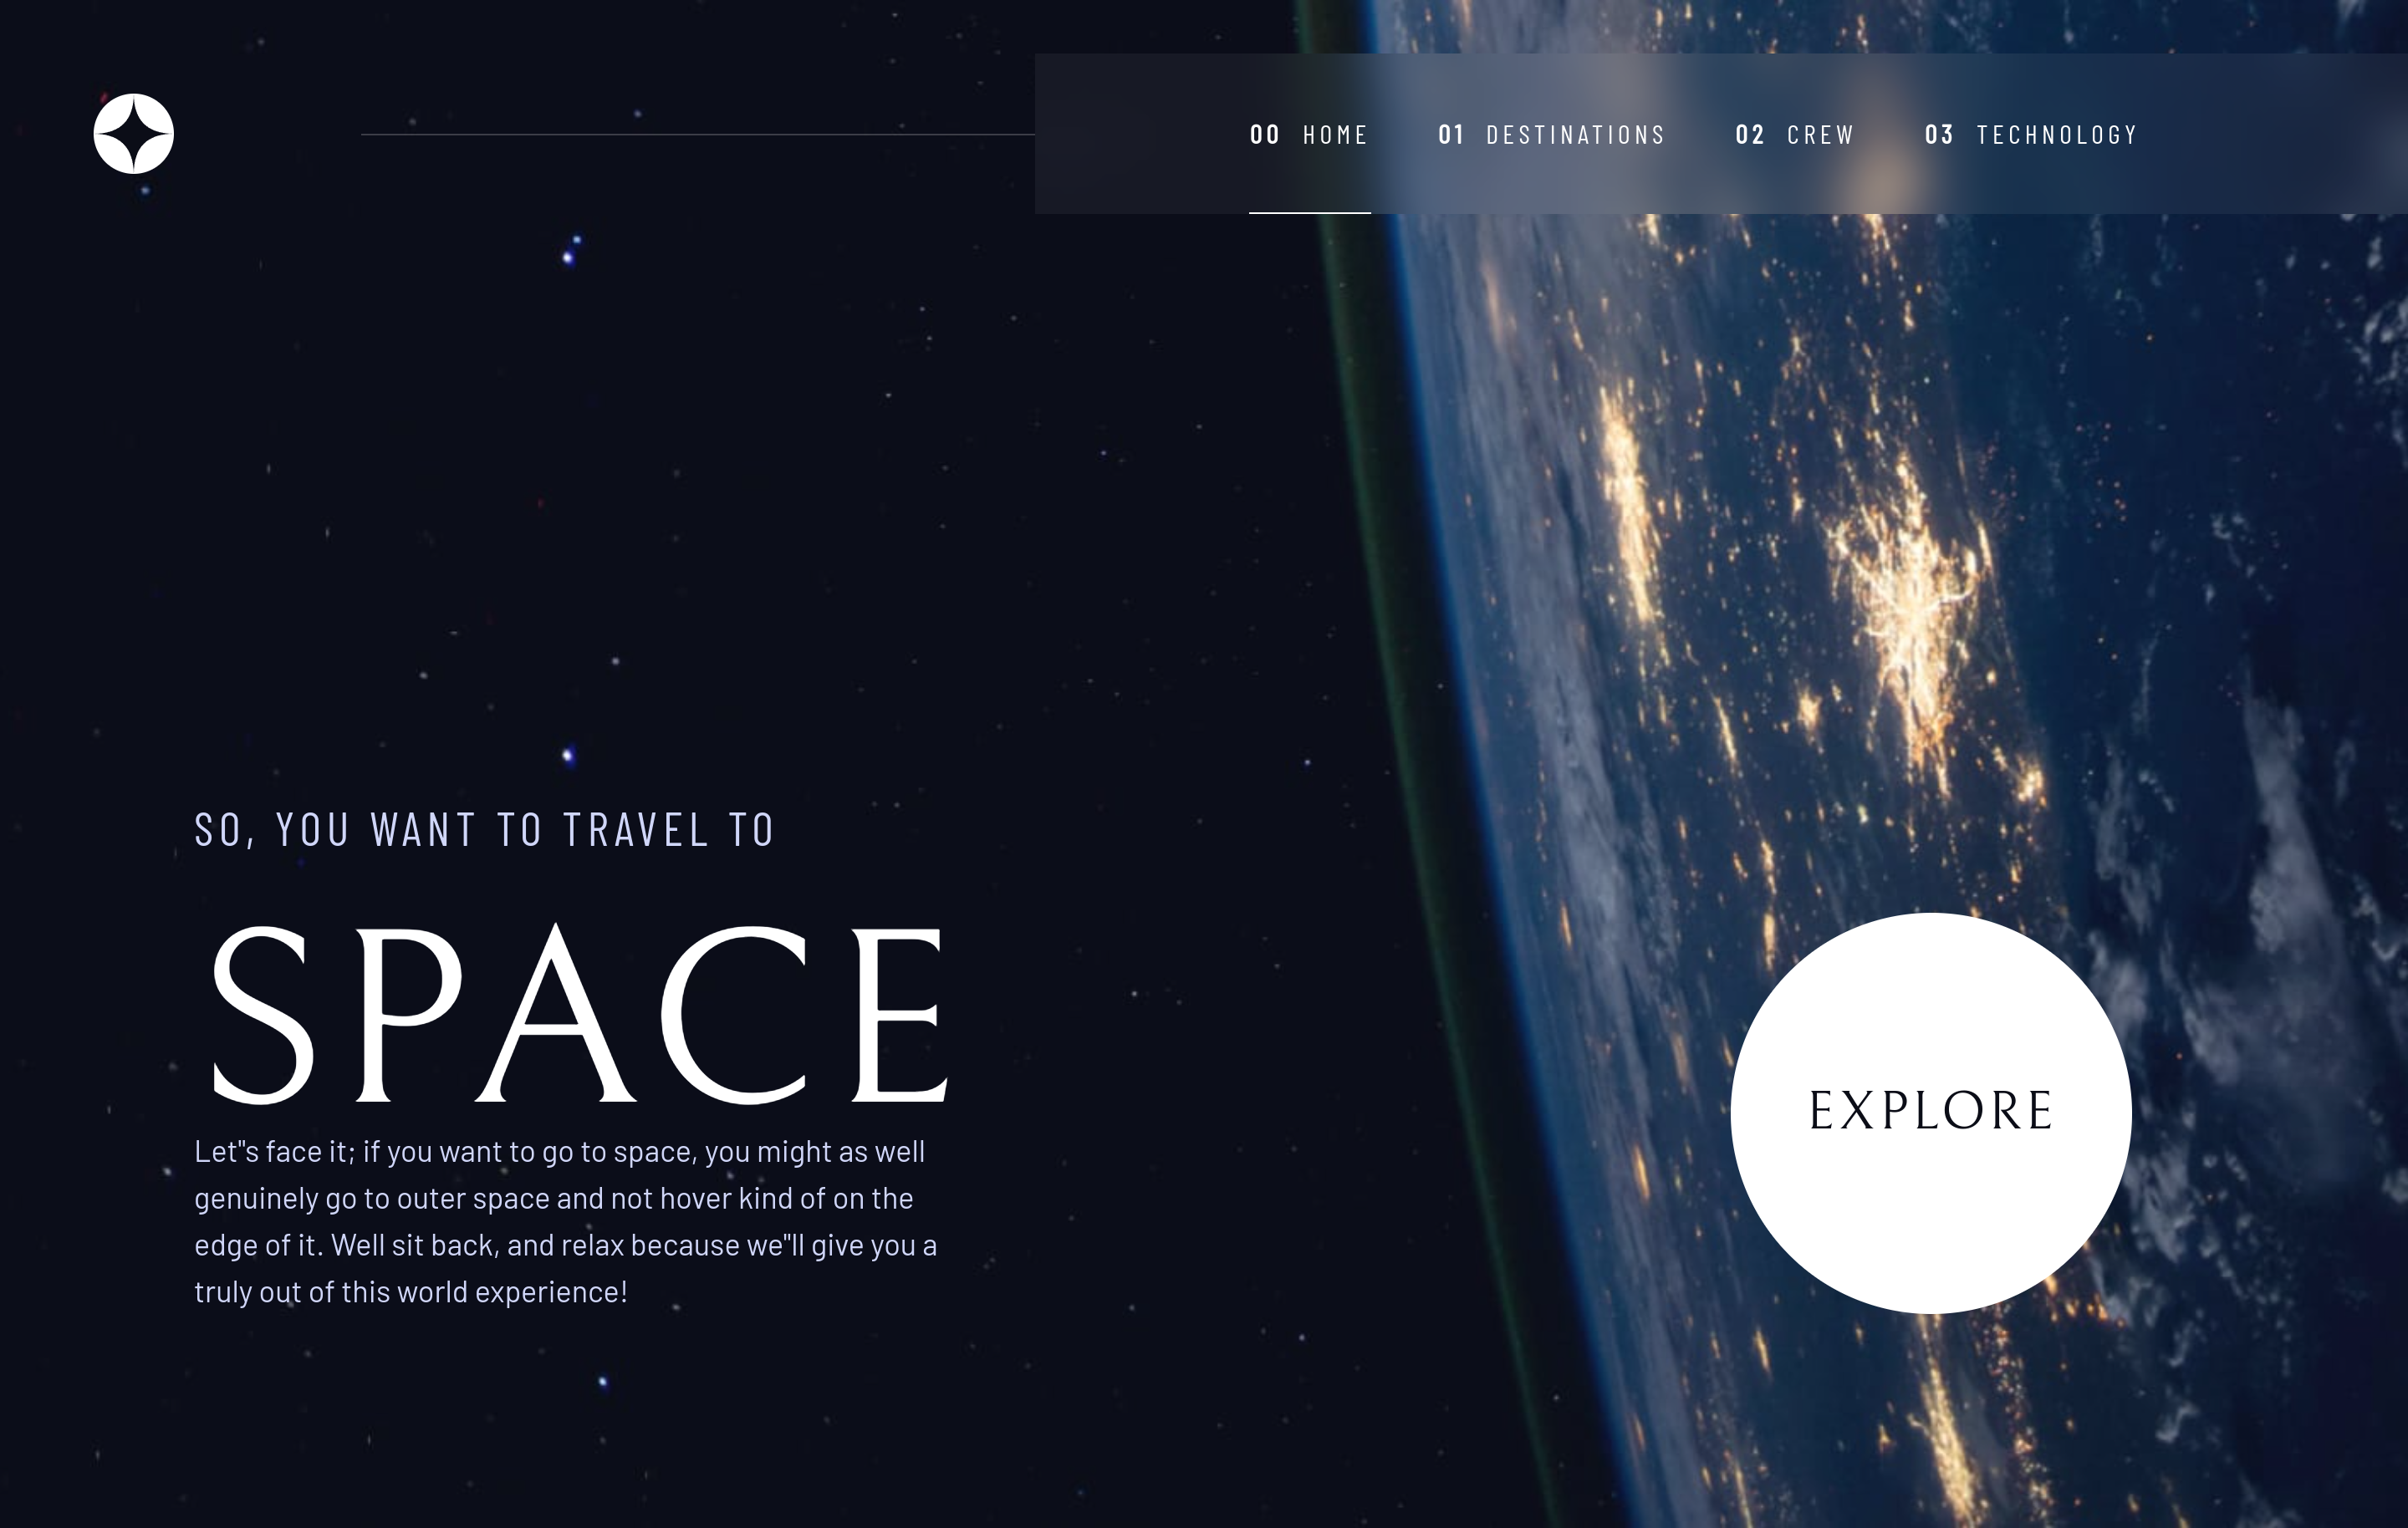 00 HOME 01 DESTINATIONS 02 CREW 03 TECHNOLOGY
SO, YOU WANT TO TRAVEL TO
SPACE
Let"s face it; if you want to go to space, you might as well
genuinely go to outer space and not hover kind of on the
edge of it. Well sit back, and relax because we"ll give you a
truly out of this world experience!
EXPLORE